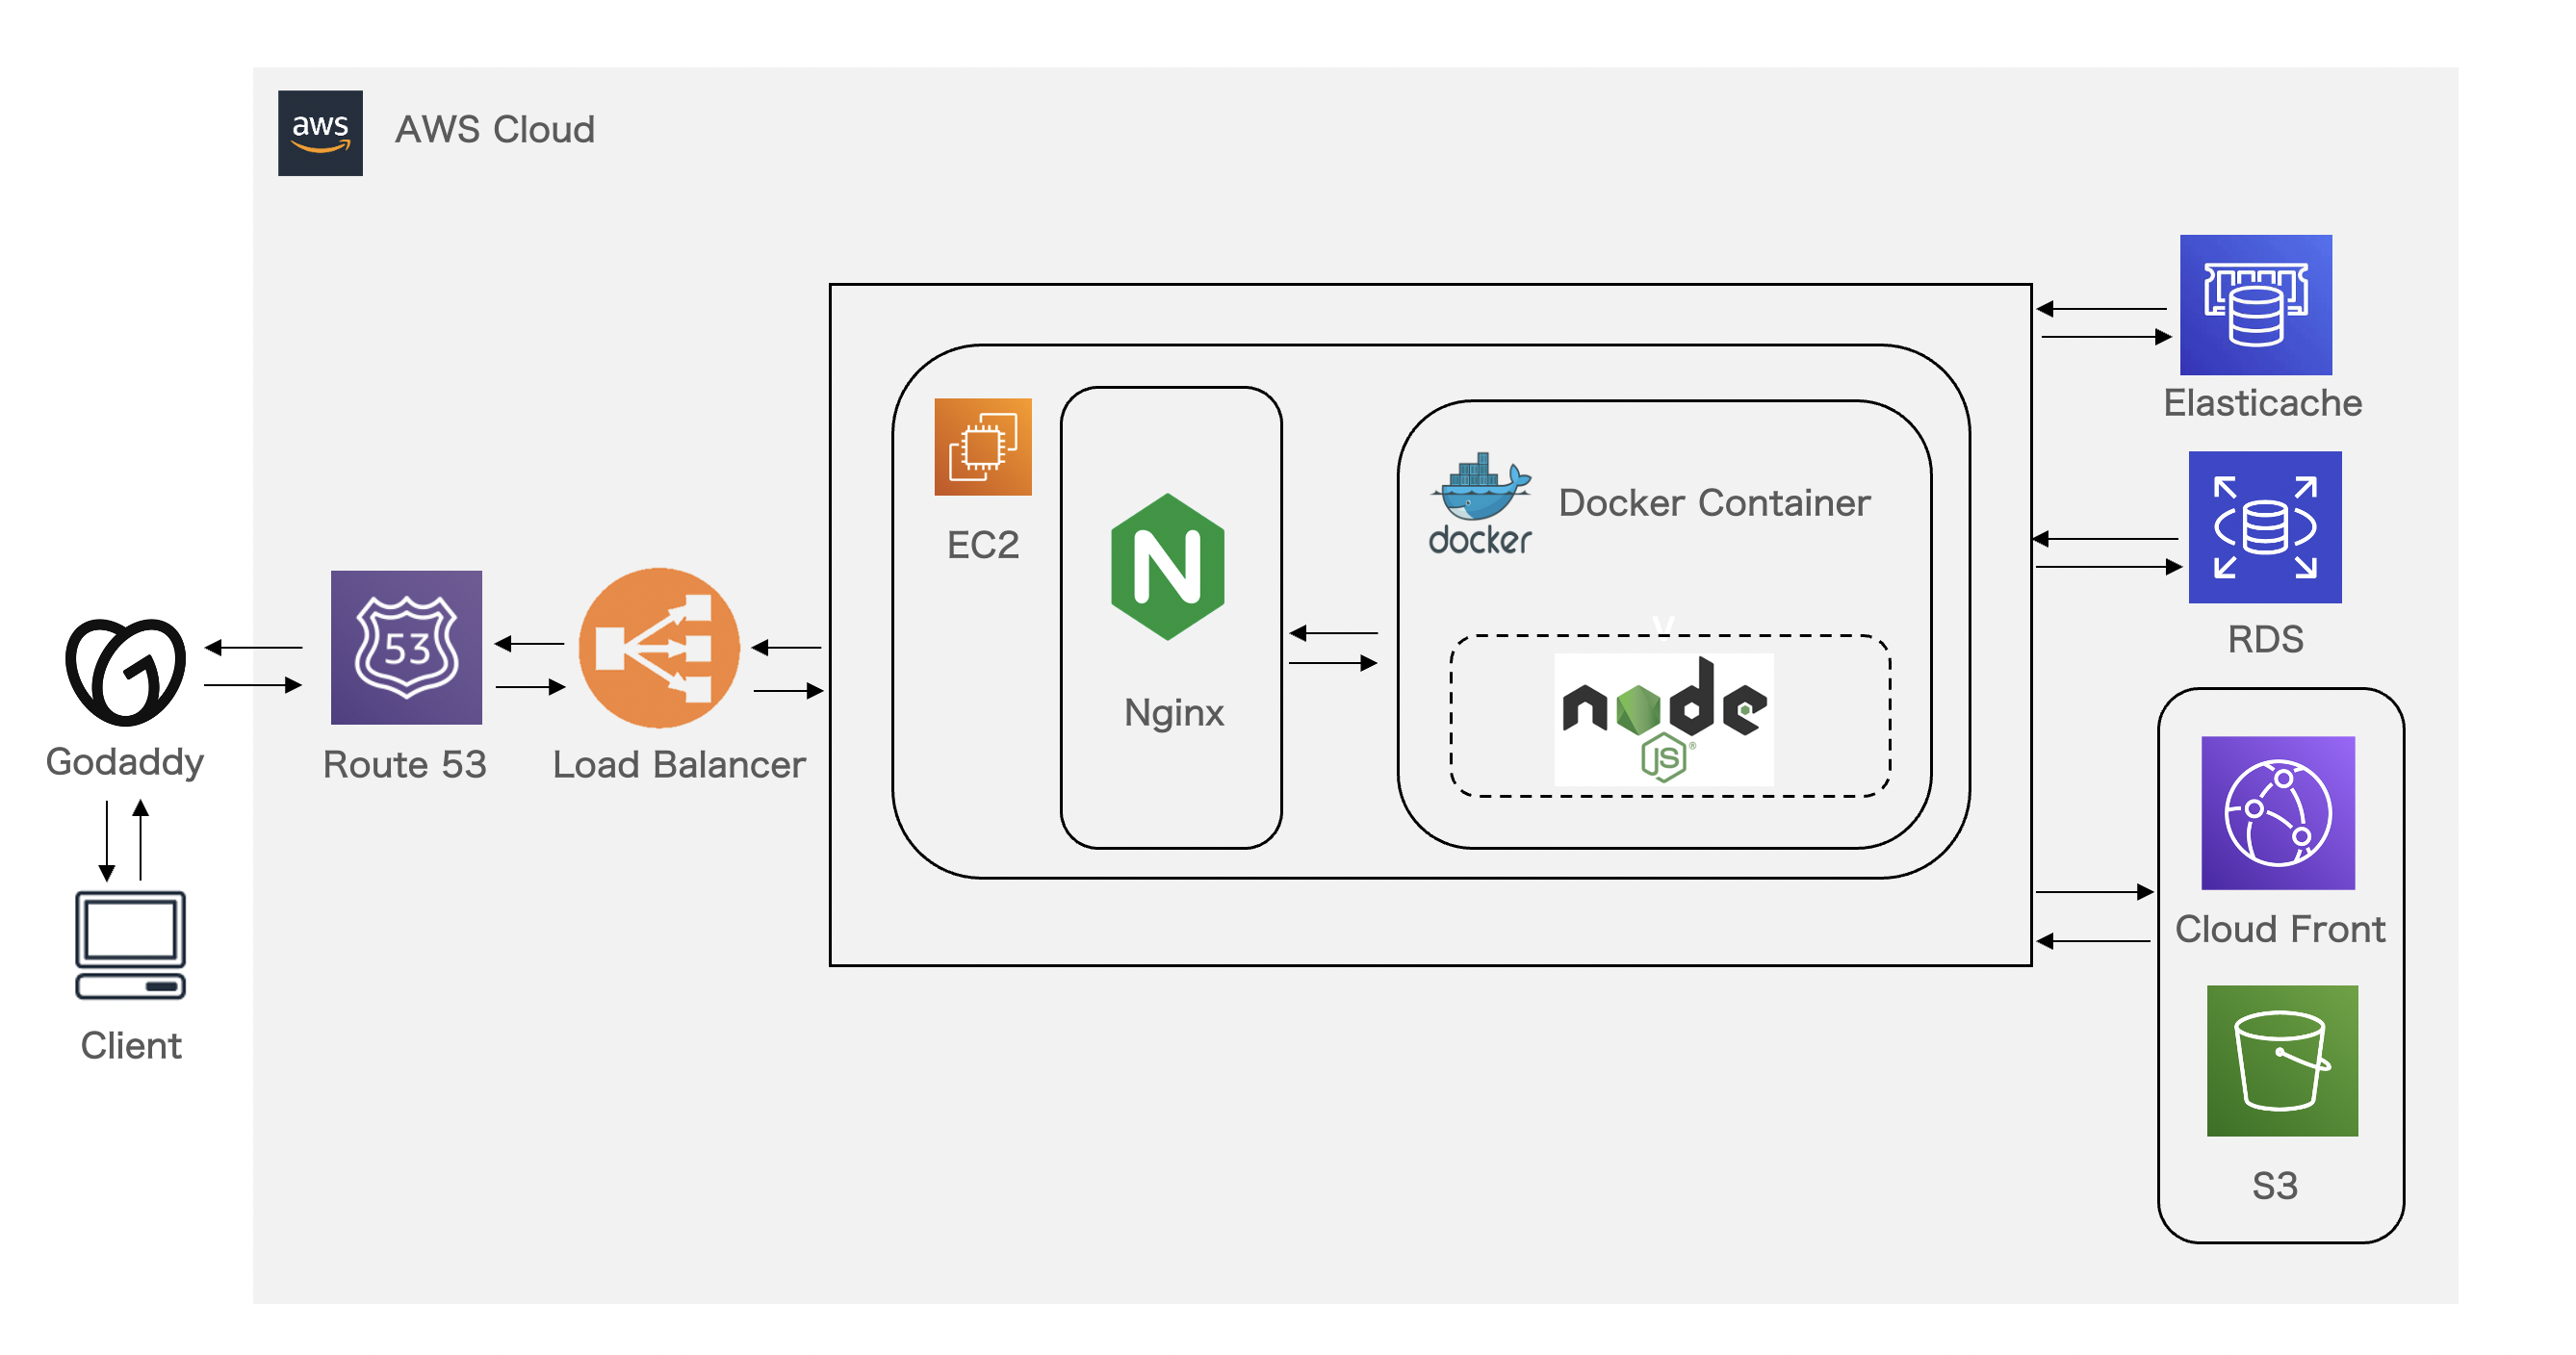 aws
AWS Cloud
Elasticache
EC2
docker
Docker Container
N
53
RDS
Nginx
node
JS
®
Godaddy
Route 53
Load Balancer
Cloud Front
Client
S3